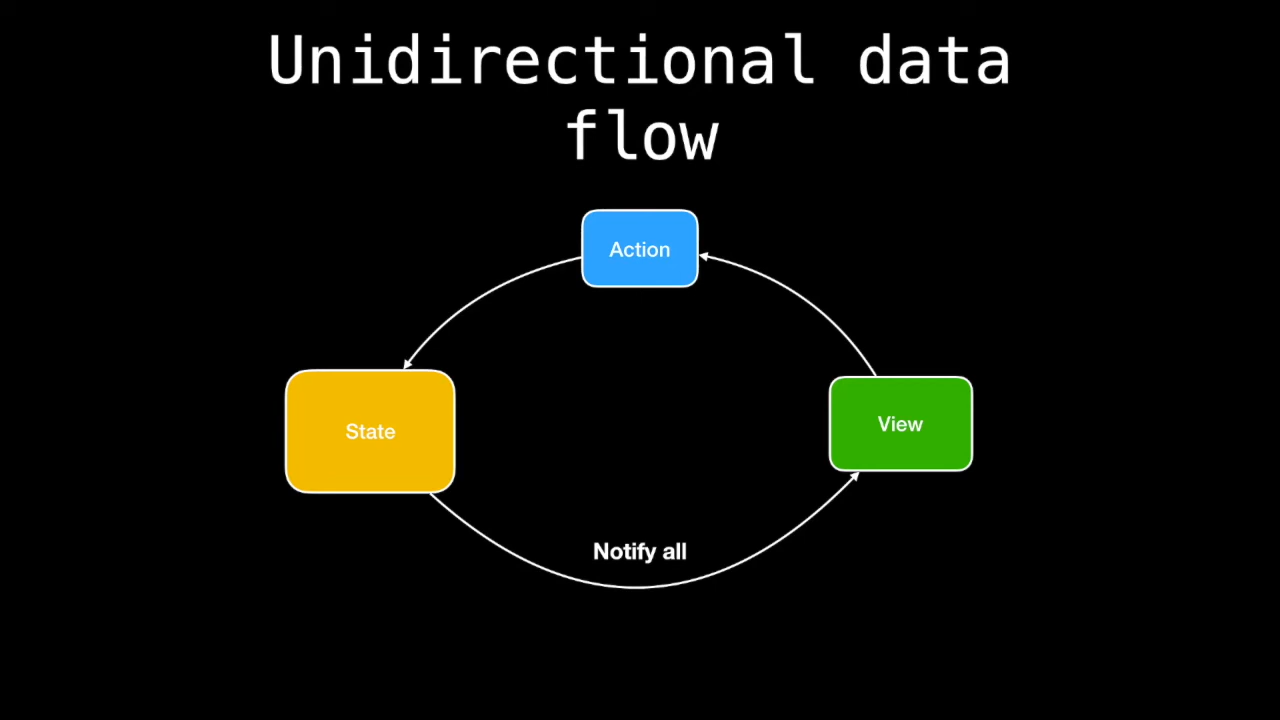 Unidirectional data
flow
Action
State
View
Notify all